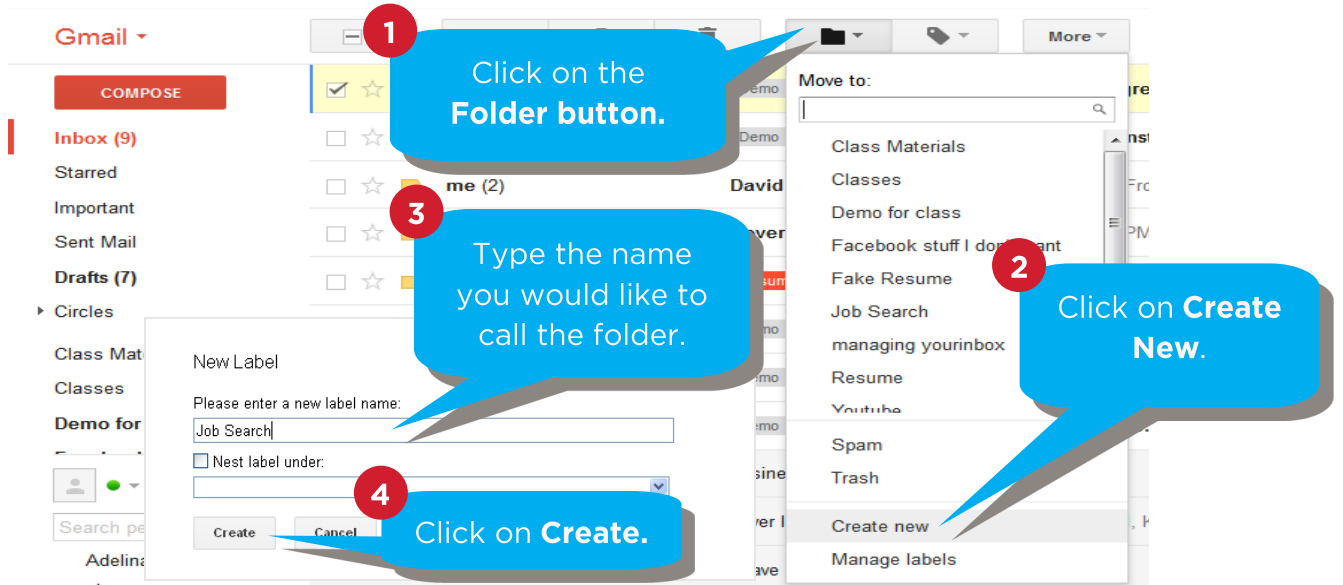 Gmail
More
1
Click on the
Folder button.
COMPOSE
Inbox (9)
Starred
Important
Sent Mail
Drafts (7)
Circles
Class Mat
Classes
Demo for
Search pe
Adelina
Demo
me (2)
David
3
Type the name
you would like to
call the folder.
Move to:
Class Materials
Classes
Demo for class
Facebook stuff I don't want
Fake Resume
Job Search
managing yourinbox
Resume
Youtube
Spam
Trash
Create new
Manage labels
2
Click on Create
New.
New Label
Please enter a new label name:
Job Search
Nest label under:
Create
Cancel
4
Click on Create.